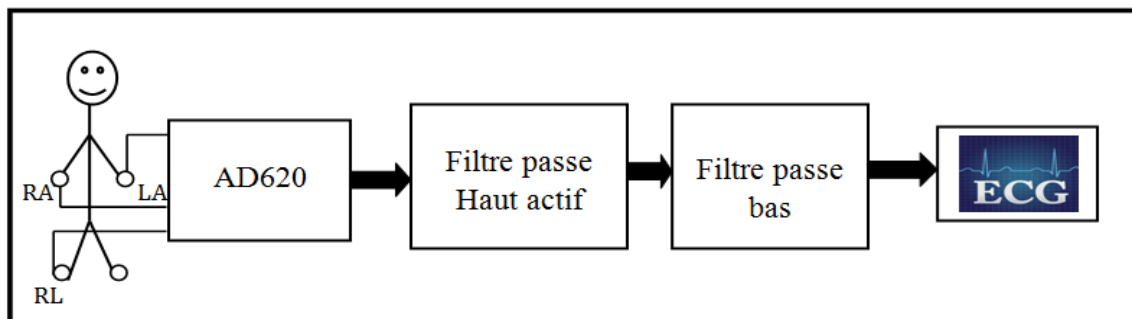 RA
LA
RL
AD620
Filtre passe
Haut actif
Filtre passe
bas
ECG